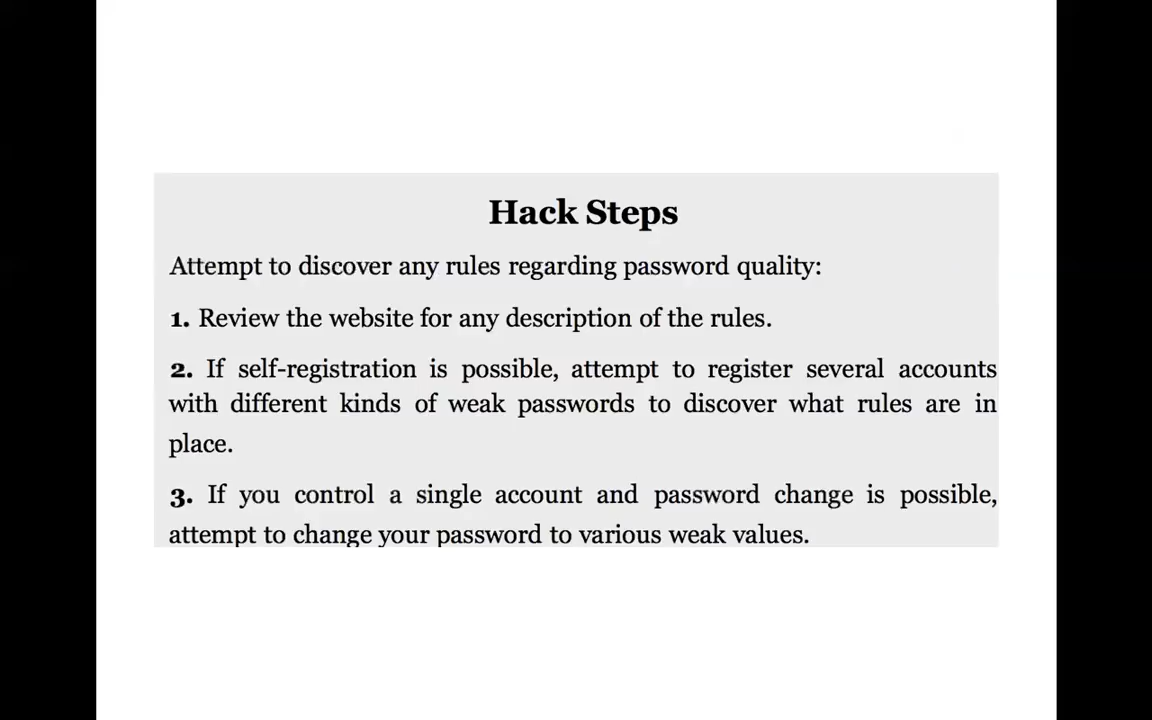 Hack Steps
Attempt to discover any rules regarding password quality:
1. Review the website for any description of the rules.
2. If self-registration is possible, attempt to register several accounts
with different kinds of weak passwords to discover what rules are in
place.
3. If you control a single account and password change is possible,
attempt to change your password to various weak values.